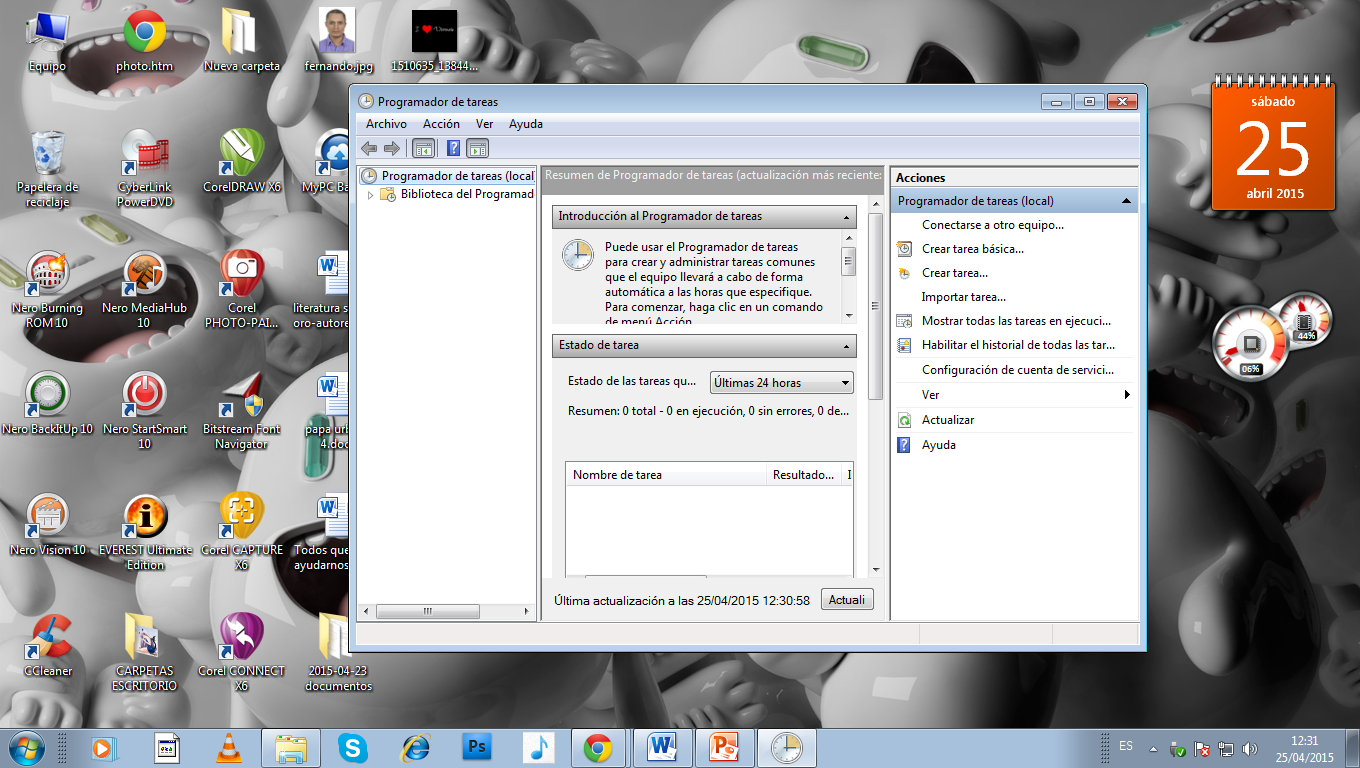 Equipo
photo.htm
Nueva carpeta
fernando.jpg
1510635_13844...
Papelera de
reciclaje
CyberLink
PowerDVD
CorelDRAW X6
MyPC Ba
Nero Burning
ROM 10
Nero MediaHub
10
Corel
PHOTO-PAI...
literatura s
oro-autore
Nero BackItUp 10
Nero StartSmart
10
Bitstream Font
Navigator
papa urb
4.doc
Nero Vision 10
EVEREST Ultimate
Edition
Corel CAPTURE
X6
Todos que
ayudarnos
CCleaner
CARPETAS
ESCRITORIO
Corel CONNECT
X6
2015-04-23
documentos
Programador de tareas
Archivo Acción Ver Ayuda
Programador de tareas (local
Biblioteca del Programad
Resumen de Programador de tareas (actualización más reciente:
Introducción al Programador de tareas
Puede usar el Programador de tareas
para crear y administrar tareas comunes
que el equipo llevará a cabo de forma
automática a las horas que especifique.
Para comenzar, haga clic en un comando
de menú Acción
Estado de tarea
Estado de las tareas qu... Últimas 24 horas
Resumen: 0 total - 0 en ejecución, 0 sin errores, 0 de...
Nombre de tarea Resultado... I
Última actualización a las 25/04/2015 12:30:58 Actuali
Acciones
Programador de tareas (local)
Conectarse a otro equipo...
Crear tarea básica...
Crear tarea...
Importar tarea...
Mostrar todas las tareas en ejecuci...
Habilitar el historial de todas las tar...
Configuración de cuenta de servici...
Ver
Actualizar
Ayuda
sábado
25
abril 2015
44%
06%
Ps
ES
12:31
25/04/2015